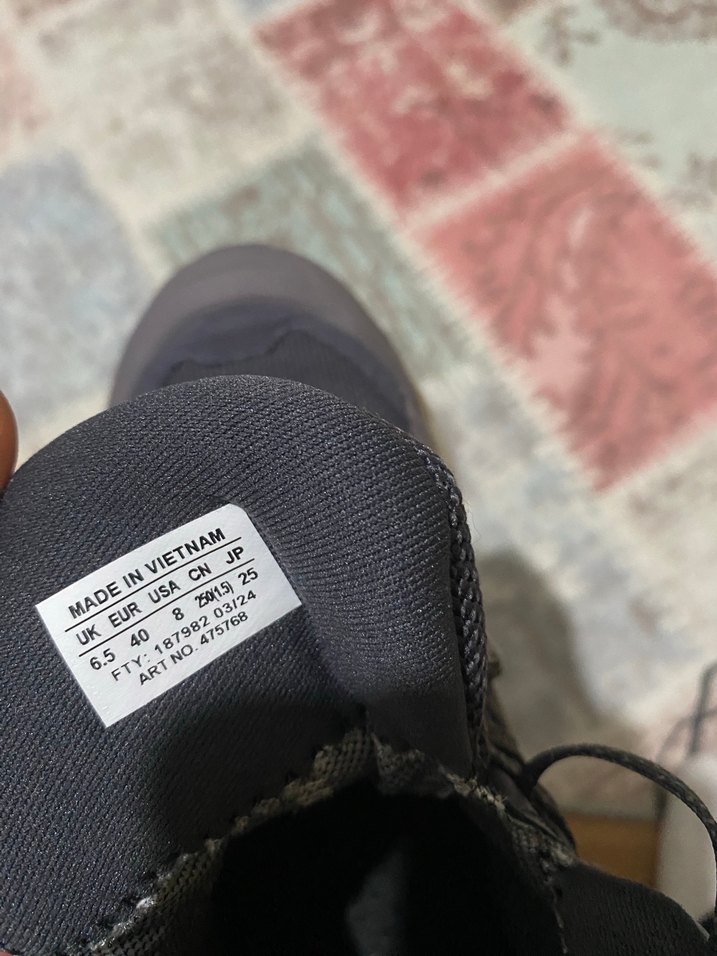 MADE IN VIETNAM
UK EUR USA CN JP
6.5 40 8 250(1.5) 25
FTY: 187982 03/24
ART NO. 475768